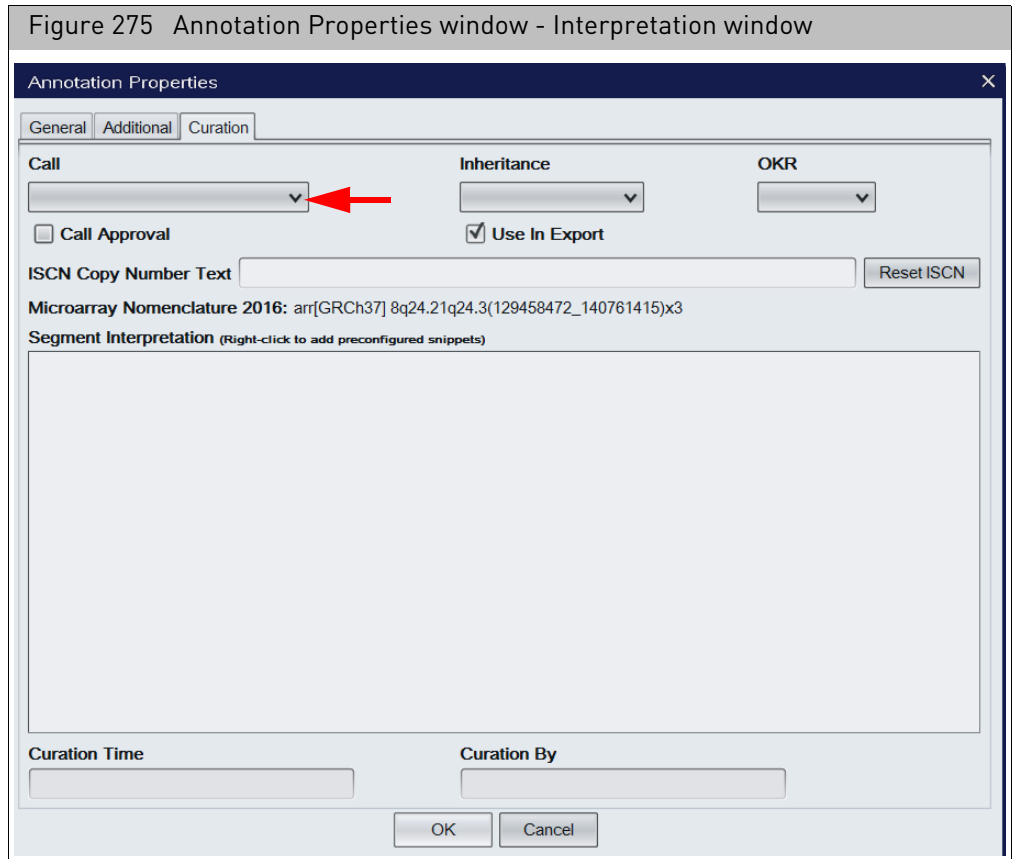 Figure 275 Annotation Properties window - Interpretation window
Annotation Properties
General Additional Curation
Call Inheritance OKR
Call Approval Use In Export
ISCN Copy Number Text Reset ISCN
Microarray Nomenclature 2016: arr[GRCh37] 8q24.21q24.3(129458472_140761415)x3
Segment Interpretation (Right-click to add preconfigured snippets)
Curation Time Curation By
OK Cancel